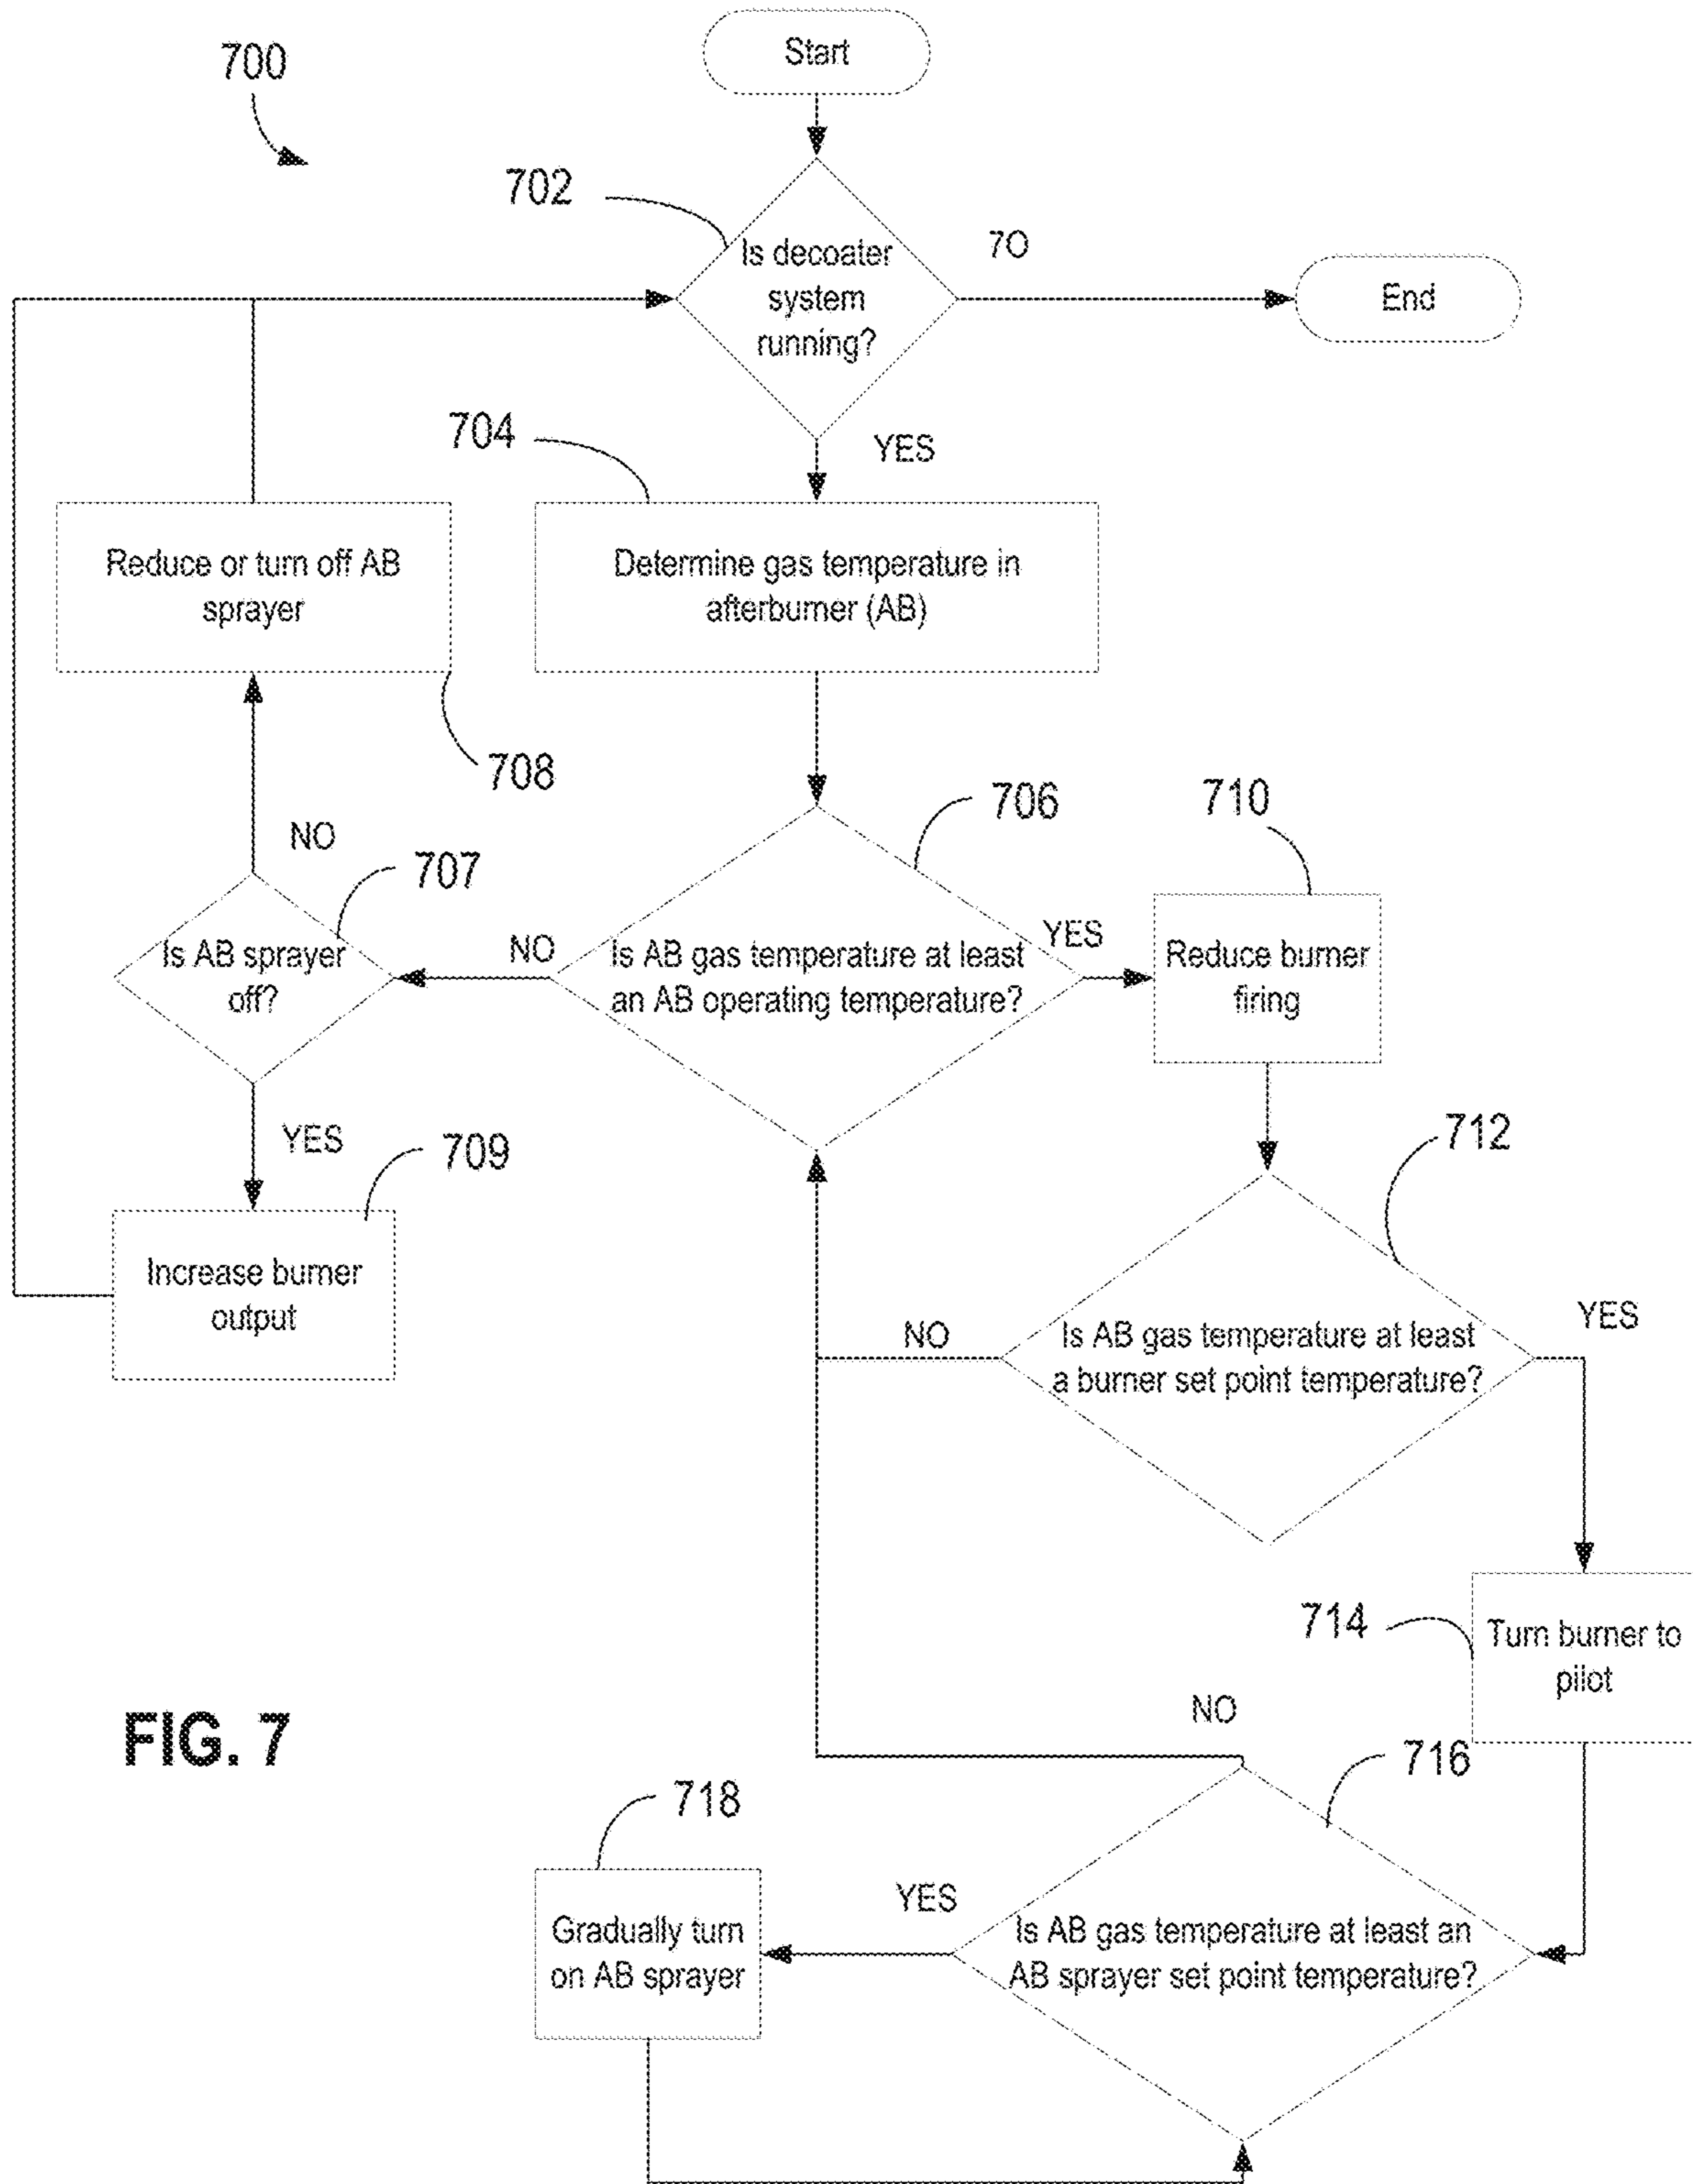 Start
700
702
Is decoater
system
running?
7O
End
704
YES
Reduce or turn off AB
sprayer
Determine gas temperature in
afterburner (AB)
708
706
710
NO
707
Is AB sprayer
off?
NO
Is AB gas temperature at least
an AB operating temperature?
YES
Reduce burner
firing
YES
709
712
Increase burner
output
NO
Is AB gas temperature at least
a burner set point temperature?
YES
714
Turn burner to
pilot
FIG. 7
NO
716
718
YES
Gradually turn
on AB sprayer
Is AB gas temperature at least an
AB sprayer set point temperature?